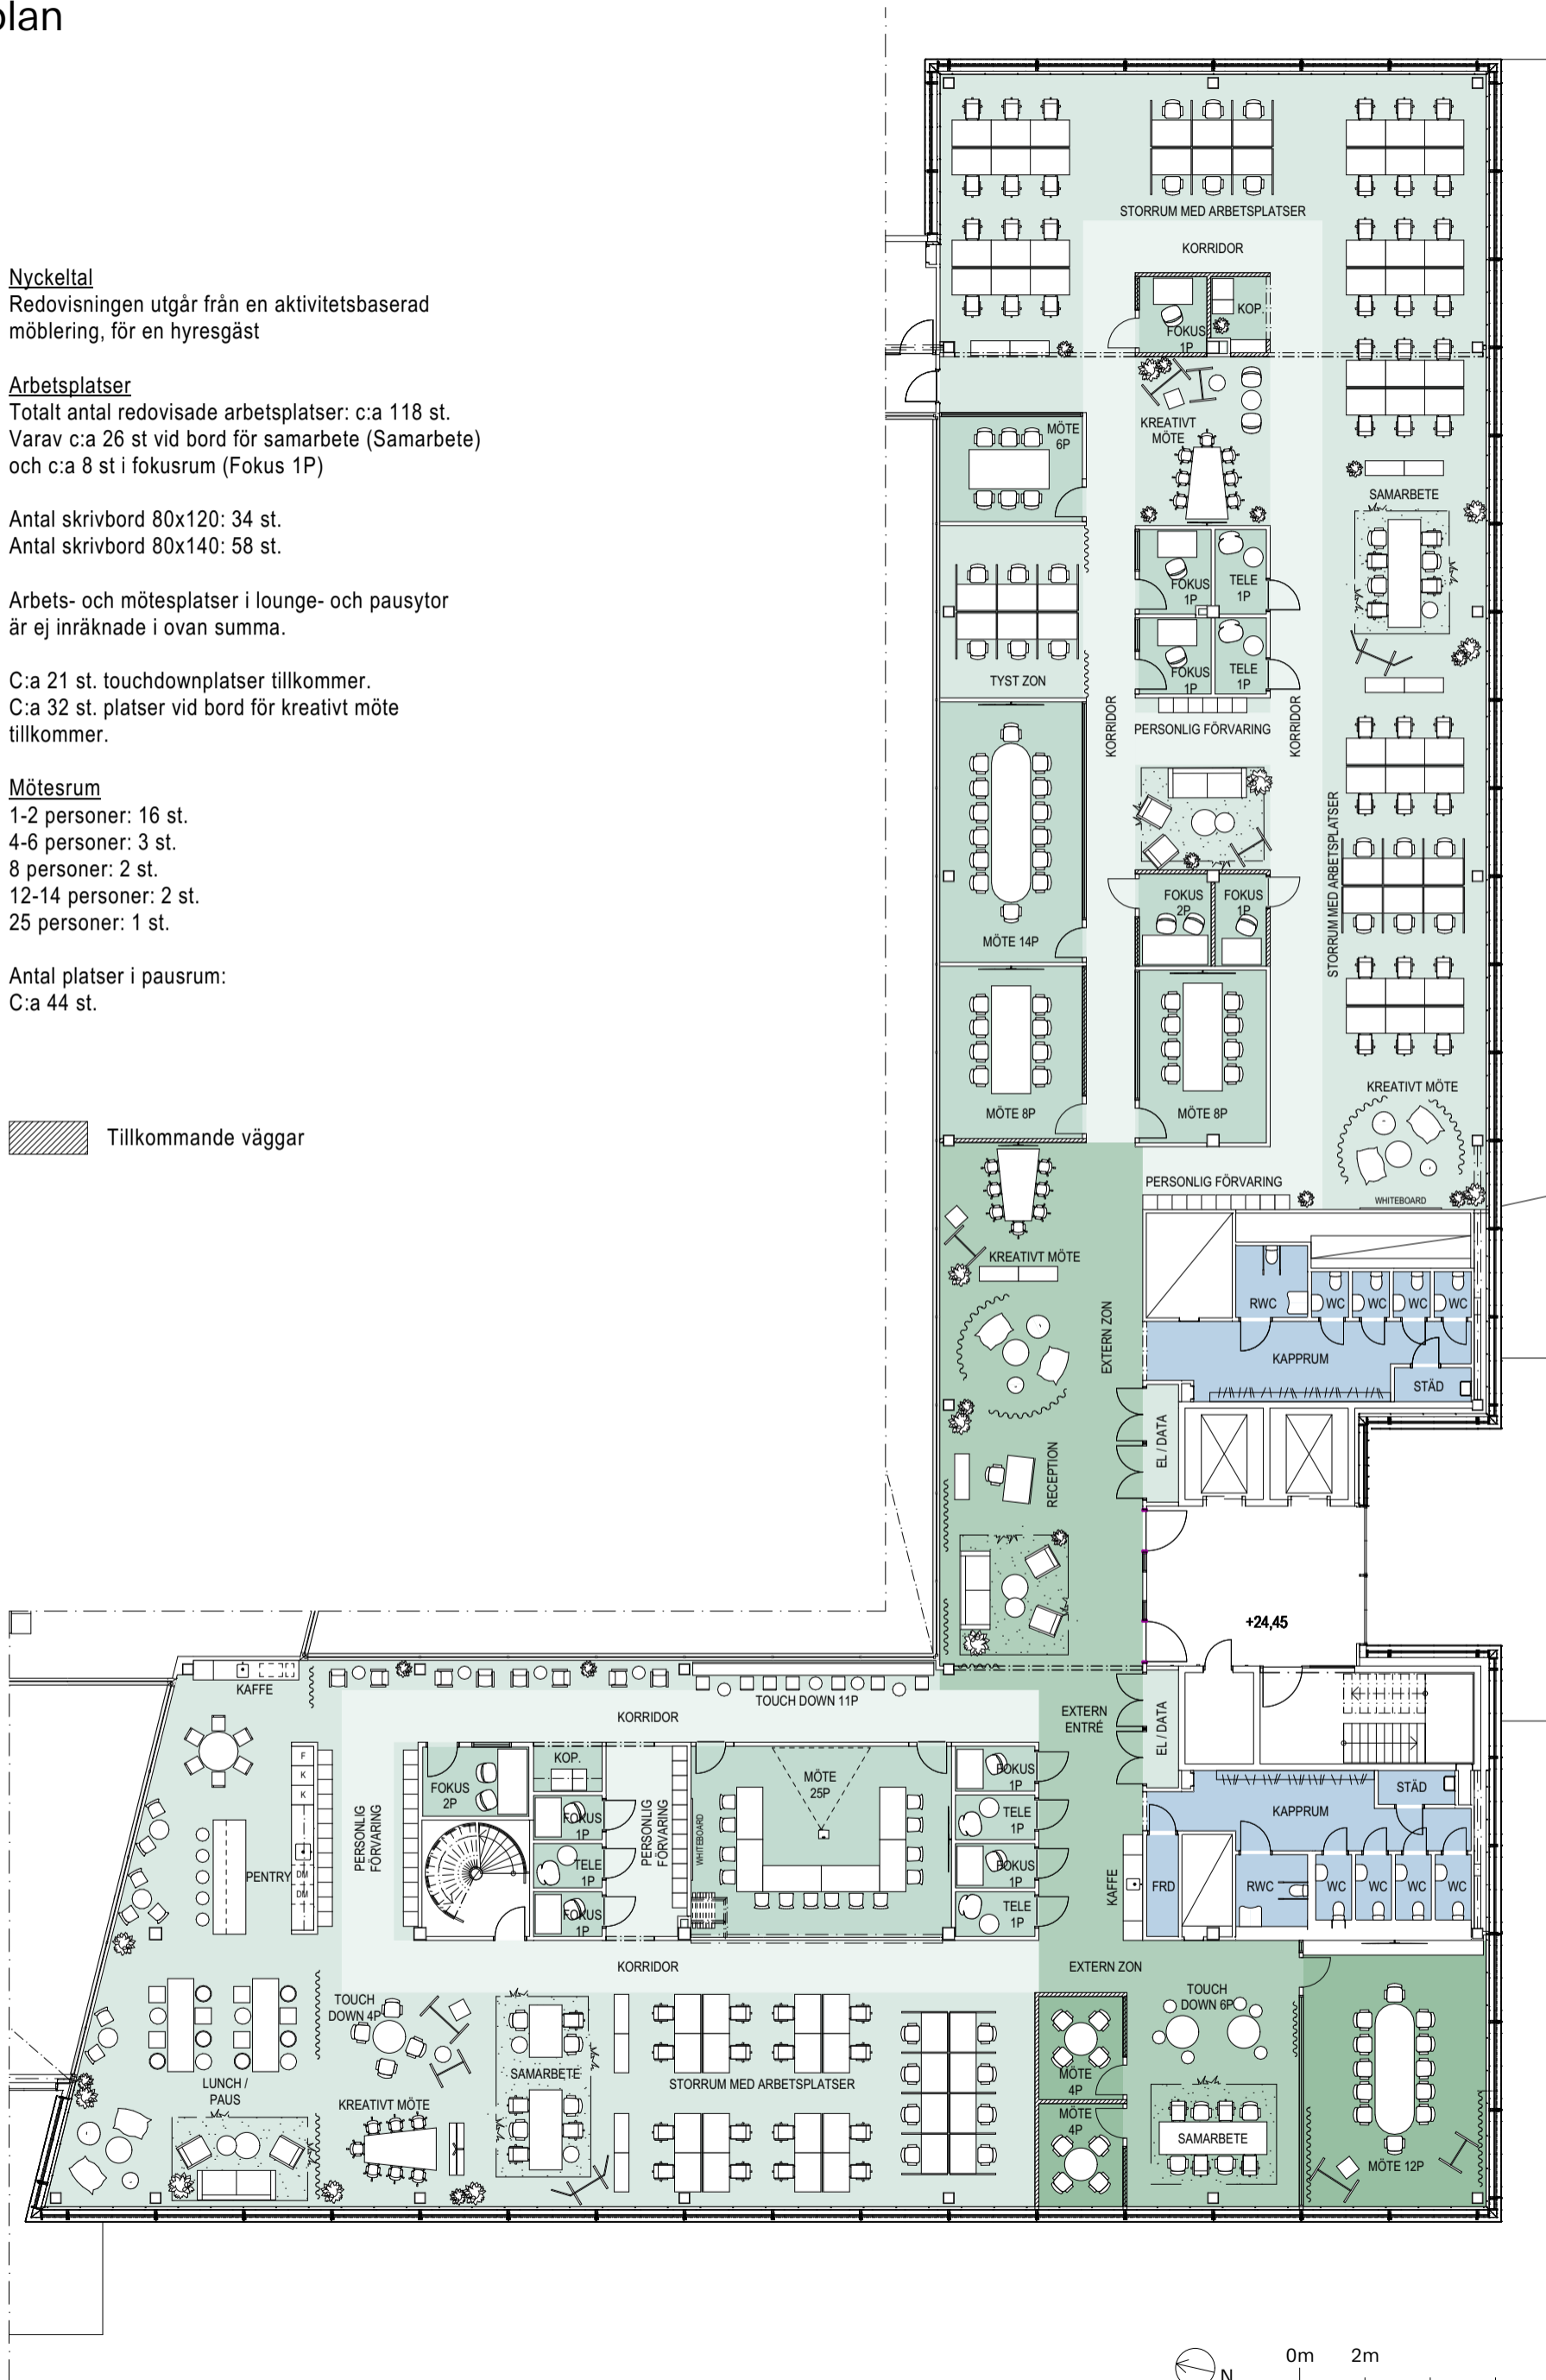 plan
Nyckeltal
Redovisningen utgår från en aktivitetsbaserad
möblering, för en hyresgäst
Arbetsplatser
Totalt antal redovisade arbetsplatser: c:a 118 st.
Varav c:a 26 st vid bord för samarbete (Samarbete)
och c:a 8 st i fokusrum (Fokus 1P)
Antal skrivbord 80x120: 34 st.
Antal skrivbord 80x140: 58 st.
Arbets- och mötesplatser i lounge- och pausytor
är ej inräknade i ovan summa.
C:a 21 st. touchdownplatser tillkommer.
C:a 32 st. platser vid bord för kreativt möte
tillkommer.
Mötesrum
1-2 personer: 16 st.
4-6 personer: 3 st.
8 personer: 2 st.
12-14 personer: 2 st.
25 personer: 1 st.
Antal platser i pausrum:
C:a 44 st.
Tillkommande väggar
STORRUM MED ARBETSPLATSER
KORRIDOR
FOKUS
1P
KOP.
KREATIVT
MÖTE
MÖTE
6P
SAMARBETE
FOKUS
1P
TELE
1P
FOKUS
1P
TELE
1P
TYST ZON
KORRIDOR
PERSONLIG FÖRVARING
KORRIDOR
STORRUM MED ARBETSPLATSER
FOKUS
2P
FOKUS
1P
MÖTE 14P
MÖTE 8P
MÖTE 8P
KREATIVT MÖTE
PERSONLIG FÖRVARING
WHITEBOARD
KREATIVT MÖTE
EXTERN ZON
RWC
WC
WC
WC
WC
KAPPRUM
STÄD
EL / DATA
RECEPTION
+24,45
KAFFE
TOUCH DOWN 11P
KORRIDOR
EXTERN
ENTRÉ
EL / DATA
F
K
K
DM
DM
PENTRY
PERSONLIG
FÖRVARING
FOKUS
2P
KOP.
FOKUS
1P
TELE
1P
FOKUS
1P
PERSONLIG
FÖRVARING
WHITEBOARD
MÖTE
25P
FOKUS
1P
TELE
1P
FOKUS
1P
TELE
1P
KAFFE
STÄD
KAPPRUM
FRD
RWC
WC
WC
WC
WC
KORRIDOR
EXTERN ZON
TOUCH
DOWN 4P
TOUCH
DOWN 6P
SAMARBETE
STORRUM MED ARBETSPLATSER
MÖTE
4P
MÖTE
4P
LUNCH /
PAUS
KREATIVT MÖTE
SAMARBETE
MÖTE 12P
N
0m
2m